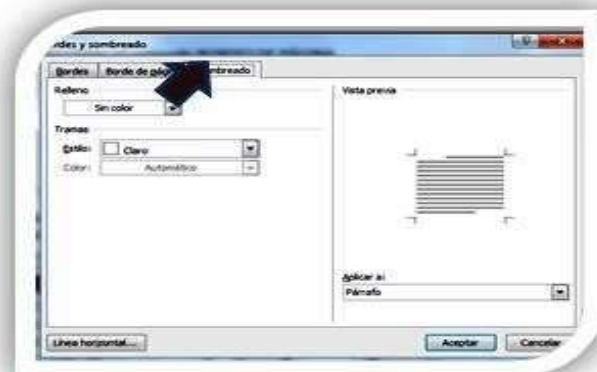 rdes y sombreado
Bordes Borde de pág mbreado
Relleno
Sin color
Vista previa
Tramas
Estilo: Claro
Color: Automático
Aplicar a:
Párrafo
Línea horizontal... Aceptar Cancelar